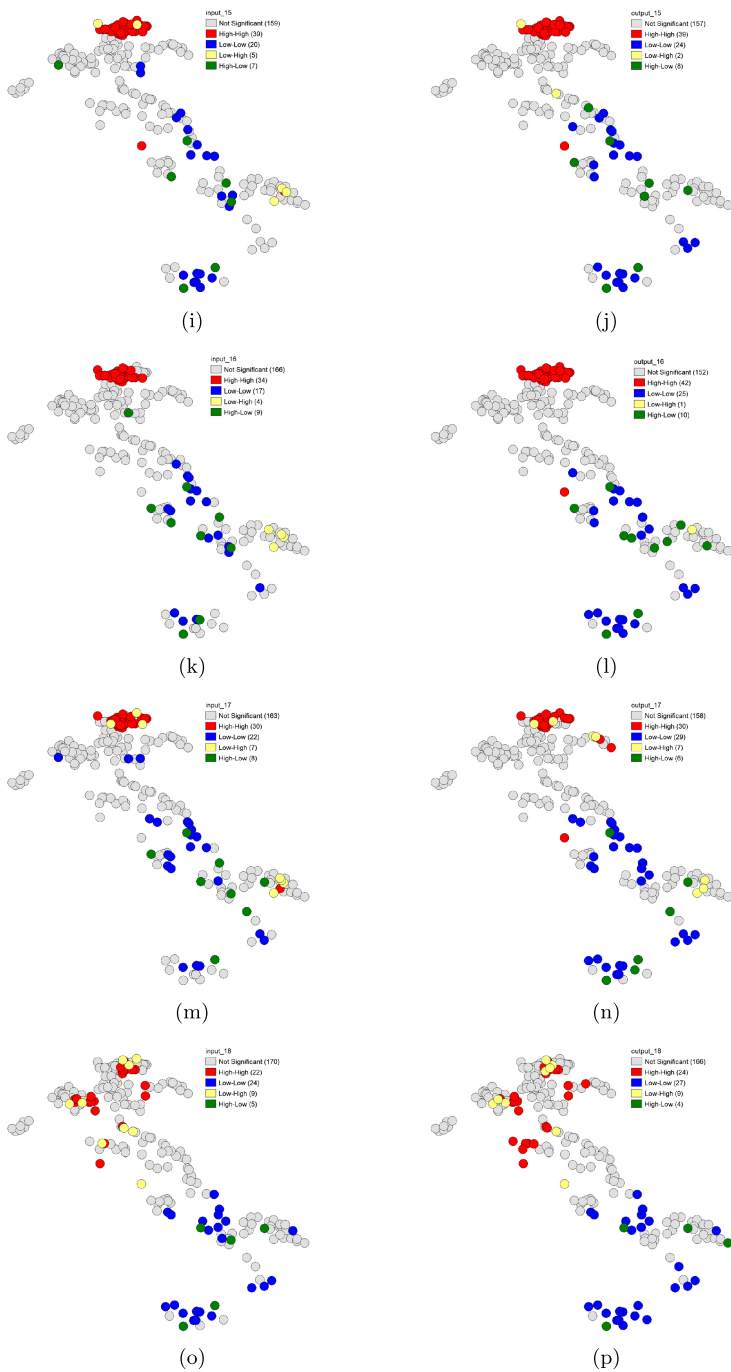 input_15
Not Significant (159)
High-High (39)
Low-Low (20)
Low-High (5)
High-Low (7)
(i)
output_15
Not Significant (157)
High-High (39)
Low-Low (24)
Low-High (2)
High-Low (8)
(j)
input_16
Not Significant (166)
High-High (34)
Low-Low (17)
Low-High (4)
High-Low (9)
(k)
output_16
Not Significant (152)
High-High (42)
Low-Low (25)
Low-High (1)
High-Low (10)
(l)
input_17
Not Significant (163)
High-High (30)
Low-Low (22)
Low-High (7)
High-Low (8)
(m)
output_17
Not Significant (158)
High-High (30)
Low-Low (29)
Low-High (7)
High-Low (6)
(n)
input_18
Not Significant (170)
High-High (22)
Low-Low (24)
Low-High (9)
High-Low (5)
(o)
output_18
Not Significant (166)
High-High (24)
Low-Low (27)
Low-High (9)
High-Low (4)
(p)